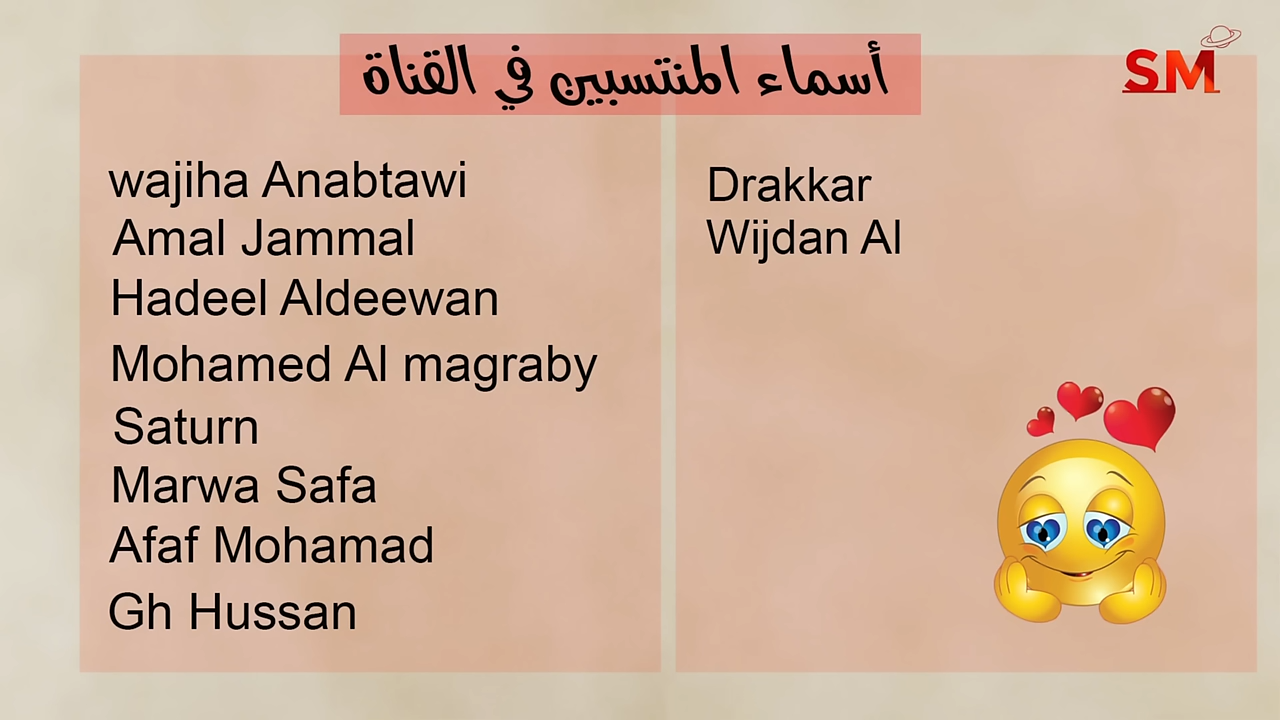 أسماء المنتسبين في القناة
SM
wajiha Anabtawi
Amal Jammal
Hadeel Aldeewan
Mohamed Al magraby
Saturn
Marwa Safa
Afaf Mohamad
Gh Hussan
Drakkar
Wijdan Al